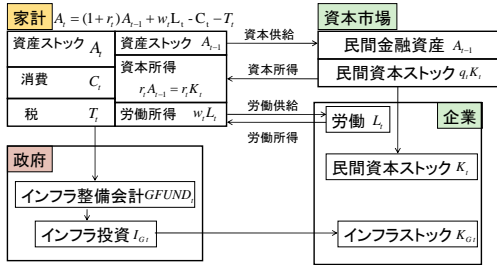 家計 A_t = (1 + r_t)A_{t-1} + w_t L_t - C_t - T_t
資産ストック A_t
消費 C_t
税 T_t
資産ストック A_{t-1}
資本所得
r_t A_{t-1} = r_t K_t
労働所得 w_t L_t
資本供給
資本所得
労働供給
労働所得
資本市場
民間金融資産 A_{t-1}
民間資本ストック q_t K_t
企業
労働 L_t
民間資本ストック K_t
インフラストック K_{Gt}
政府
インフラ整備会計 GFUND_t
インフラ投資 I_{Gt}